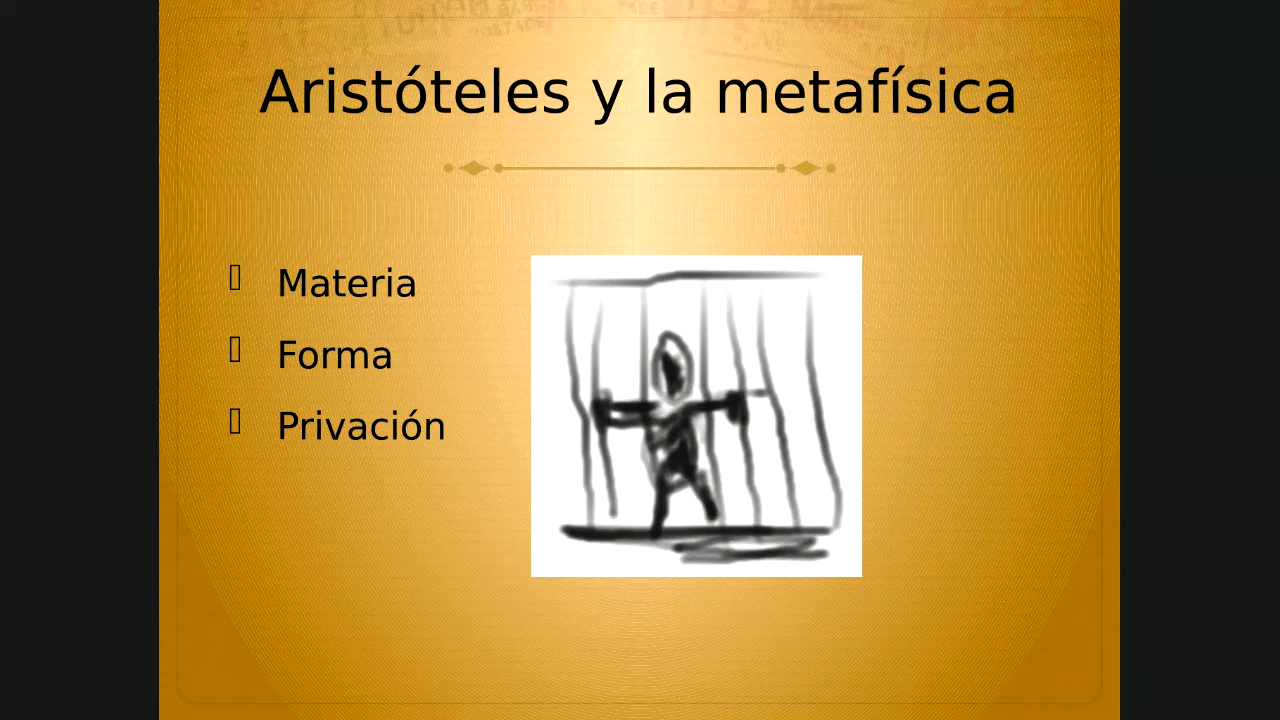 Aristóteles y la metafísica
Materia
Forma
Privación